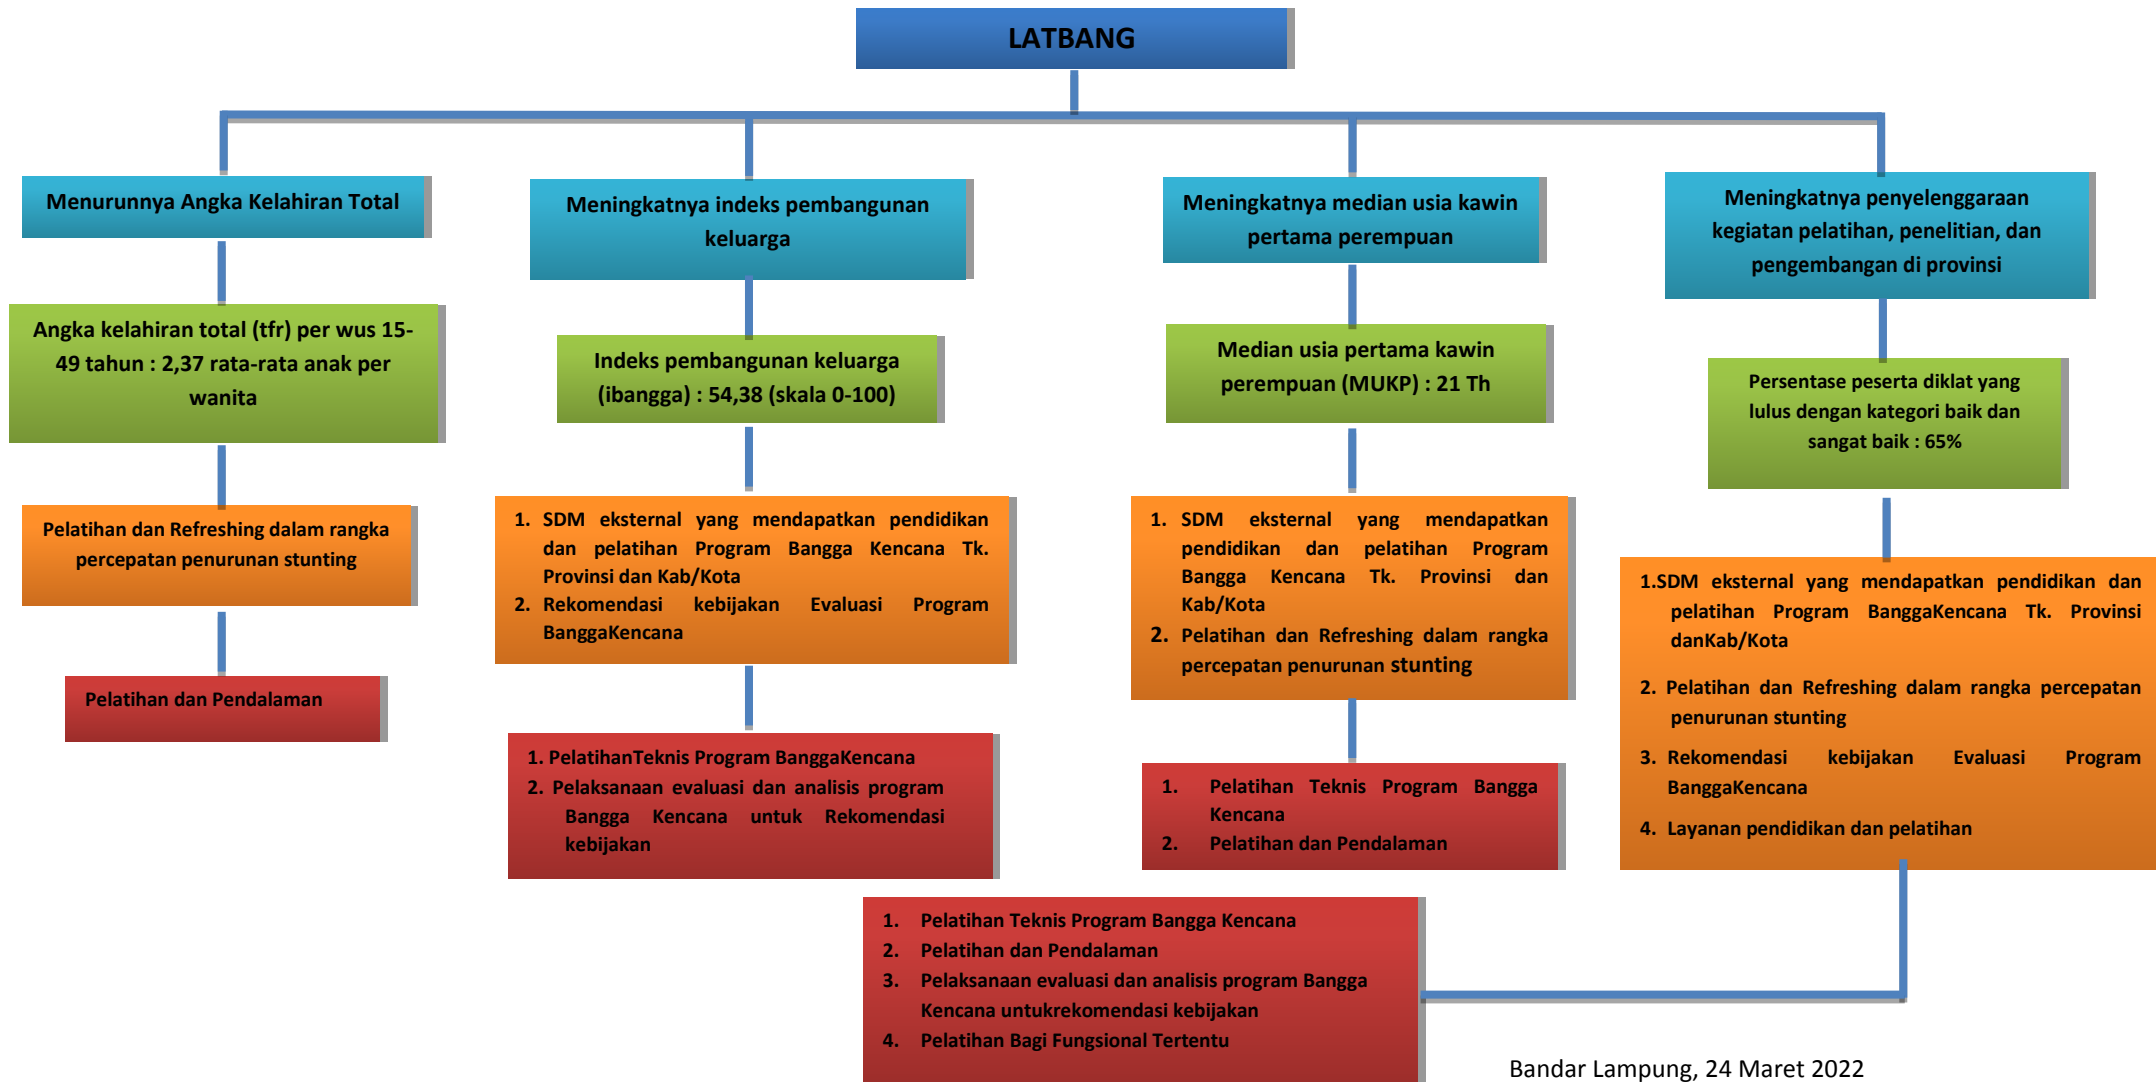 LATBANG
Menurunnya Angka Kelahiran Total
Angka kelahiran total (tfr) per wus 15-
49 tahun : 2,37 rata-rata anak per
wanita
Pelatihan dan Refreshing dalam rangka
percepatan penurunan stunting
Pelatihan dan Pendalaman
Meningkatnya indeks pembangunan
keluarga
Indeks pembangunan keluarga
(ibangga) : 54,38 (skala 0-100)
1. SDM eksternal yang mendapatkan pendidikan
dan pelatihan Program Bangga Kencana Tk.
Provinsi dan Kab/Kota
2. Rekomendasi kebijakan Evaluasi Program
BanggaKencana
1. PelatihanTeknis Program BanggaKencana
2. Pelaksanaan evaluasi dan analisis program
Bangga Kencana untuk Rekomendasi
kebijakan
Meningkatnya median usia kawin
pertama perempuan
Median usia pertama kawin
perempuan (MUKP) : 21 Th
1. SDM eksternal yang mendapatkan
pendidikan dan pelatihan Program
Bangga Kencana Tk. Provinsi dan
Kab/Kota
2. Pelatihan dan Refreshing dalam rangka
percepatan penurunan stunting
1. Pelatihan Teknis Program Bangga
Kencana
2. Pelatihan dan Pendalaman
Meningkatnya penyelenggaraan
kegiatan pelatihan, penelitian, dan
pengembangan di provinsi
Persentase peserta diklat yang
lulus dengan kategori baik dan
sangat baik : 65%
1.SDM eksternal yang mendapatkan pendidikan dan
pelatihan Program BanggaKencana Tk. Provinsi
danKab/Kota
2. Pelatihan dan Refreshing dalam rangka percepatan
penurunan stunting
3. Rekomendasi kebijakan Evaluasi Program
BanggaKencana
4. Layanan pendidikan dan pelatihan
1. Pelatihan Teknis Program Bangga Kencana
2. Pelatihan dan Pendalaman
3. Pelaksanaan evaluasi dan analisis program Bangga
Kencana untukrekomendasi kebijakan
4. Pelatihan Bagi Fungsional Tertentu
Bandar Lampung, 24 Maret 2022